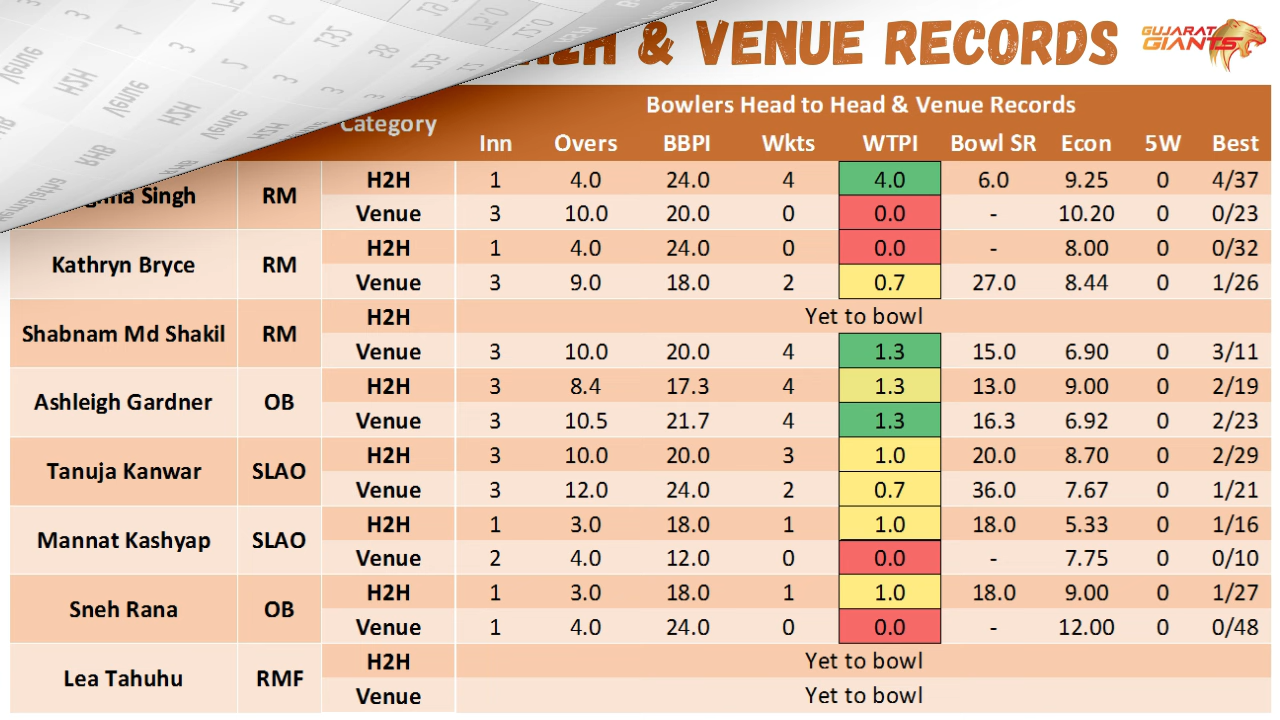 & VENUE RECORDS
GUJARAT
GIANTS
Category
Bowlers Head to Head & Venue Records
Inn Overs BBPI Wkts WTPI Bowl SR Econ 5W Best
Singh RM H2H 1 4.0 24.0 4 4.0 6.0 9.25 0 4/37
Venue 3 10.0 20.0 0 0.0 - 10.20 0 0/23
Kathryn Bryce RM H2H 1 4.0 24.0 0 0.0 - 8.00 0 0/32
Venue 3 9.0 18.0 2 0.7 27.0 8.44 0 1/26
Shabnam Md Shakil RM H2H Yet to bowl
Venue 3 10.0 20.0 4 1.3 15.0 6.90 0 3/11
Ashleigh Gardner OB H2H 3 8.4 17.3 4 1.3 13.0 9.00 0 2/19
Venue 3 10.5 21.7 4 1.3 16.3 6.92 0 2/23
Tanuja Kanwar SLAO H2H 3 10.0 20.0 3 1.0 20.0 8.70 0 2/29
Venue 3 12.0 24.0 2 0.7 36.0 7.67 0 1/21
Mannat Kashyap SLAO H2H 1 3.0 18.0 1 1.0 18.0 5.33 0 1/16
Venue 2 4.0 12.0 0 0.0 - 7.75 0 0/10
Sneh Rana OB H2H 1 3.0 18.0 1 1.0 18.0 9.00 0 1/27
Venue 1 4.0 24.0 0 0.0 - 12.00 0 0/48
Lea Tahuhu RMF H2H Yet to bowl
Venue Yet to bowl